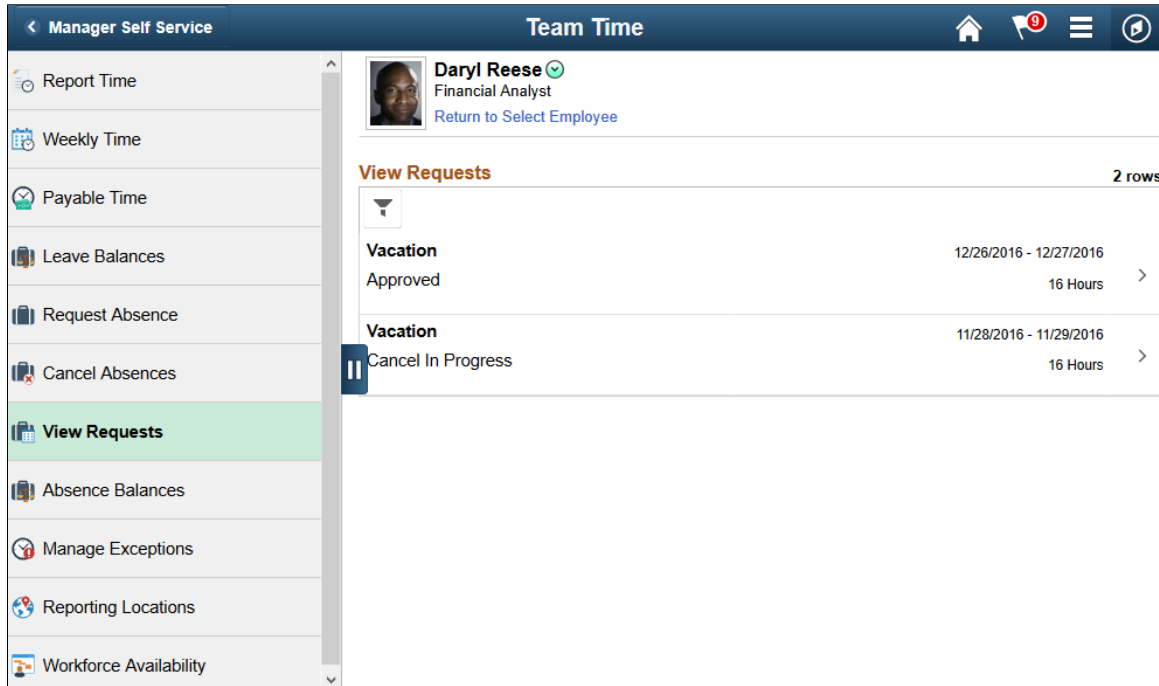 Manager Self Service
Team Time
9
Report Time
Weekly Time
Payable Time
Leave Balances
Request Absence
Cancel Absences
View Requests
Absence Balances
Manage Exceptions
Reporting Locations
Workforce Availability
Daryl Reese
Financial Analyst
Return to Select Employee
View Requests
2 rows
Vacation
12/26/2016 - 12/27/2016
Approved
16 Hours
Vacation
11/28/2016 - 11/29/2016
Cancel In Progress
16 Hours